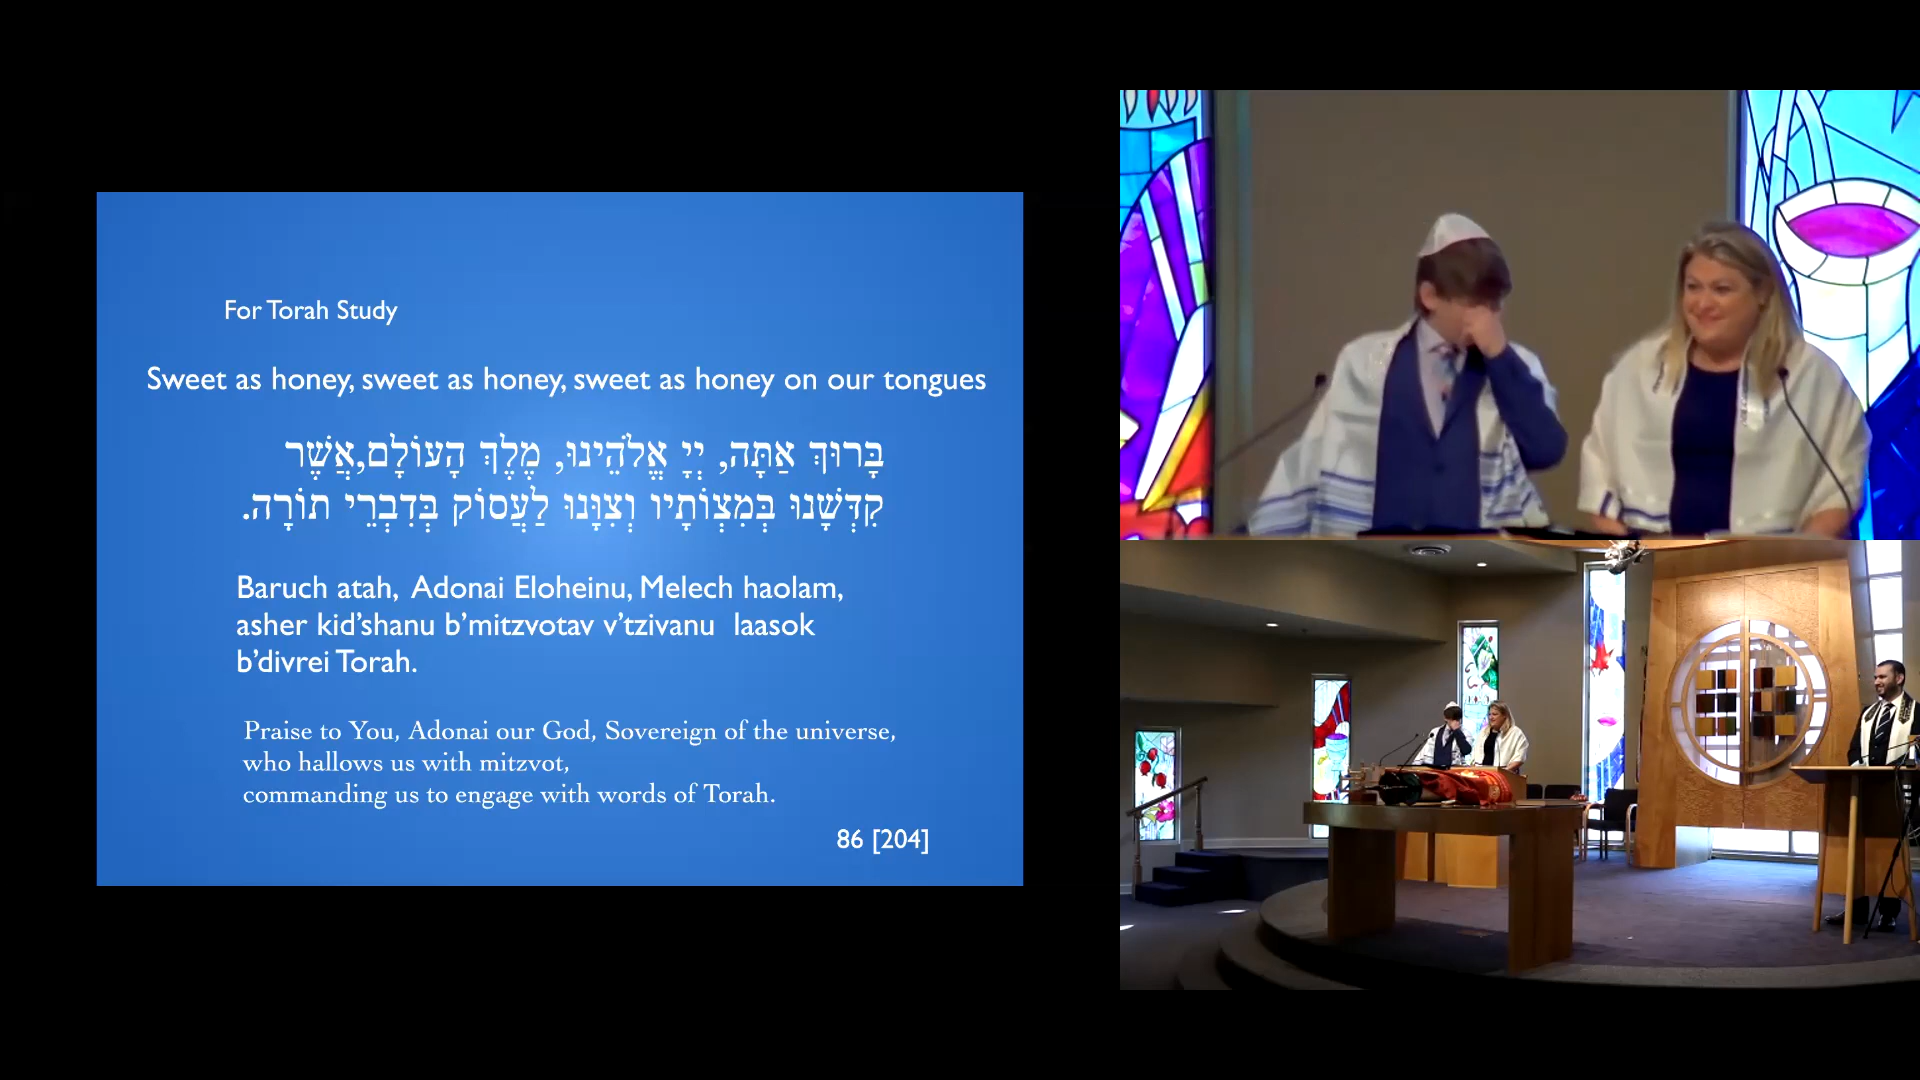 For Torah Study
Sweet as honey, sweet as honey, sweet as honey on our tongues
בָּרוּךְ אַתָּה, יְיָ אֱלֹהֵינוּ, מֶלֶךְ הָעוֹלָם,אֲשֶׁר
קִדְּשָׁנוּ בְּמִצְוֹתָיו וְצִוָּנוּ לַעֲסוֹק בְּדִבְרֵי תוֹרָה.
Baruch atah, Adonai Eloheinu, Melech haolam,
asher kid’shanu b’mitzvotav v’tzivanu laasok
b’divrei Torah.
Praise to You, Adonai our God, Sovereign of the universe,
who hallows us with mitzvot,
commanding us to engage with words of Torah.
86 [204]